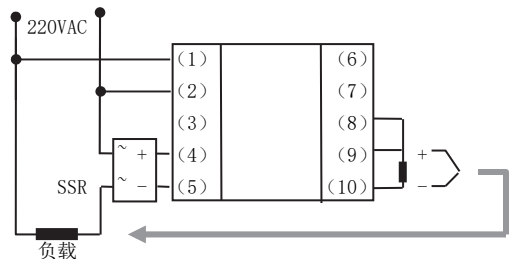 220VAC
(1) (6)
(2) (7)
(3) (8)
~ + (4) (9) +
SSR ~ − (5) (10) −
负载